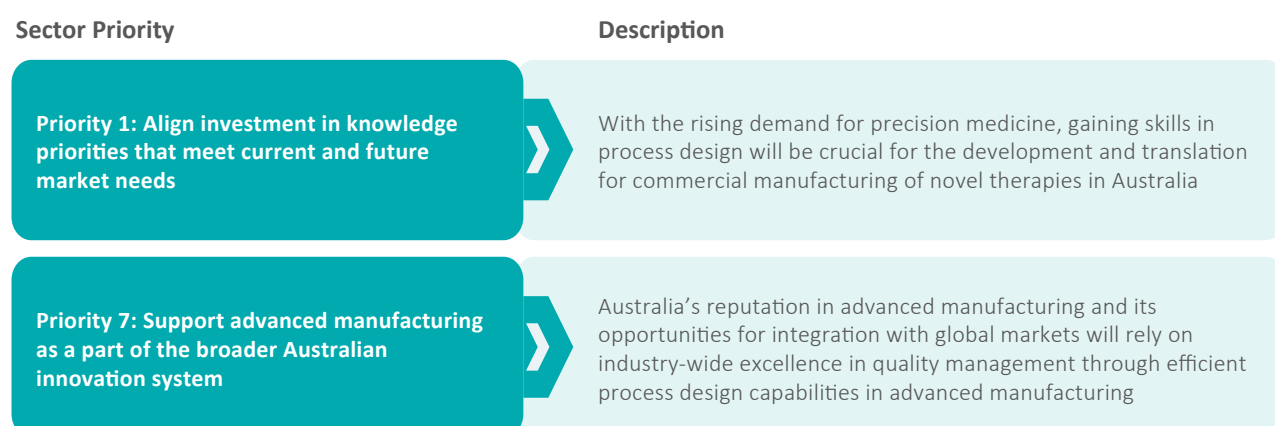 Sector Priority
Description
Priority 1: Align investment in knowledge
priorities that meet current and future
market needs
With the rising demand for precision medicine, gaining skills in
process design will be crucial for the development and translation
for commercial manufacturing of novel therapies in Australia
Priority 7: Support advanced manufacturing
as a part of the broader Australian
innovation system
Australia’s reputation in advanced manufacturing and its
opportunities for integration with global markets will rely on
industry-wide excellence in quality management through efficient
process design capabilities in advanced manufacturing